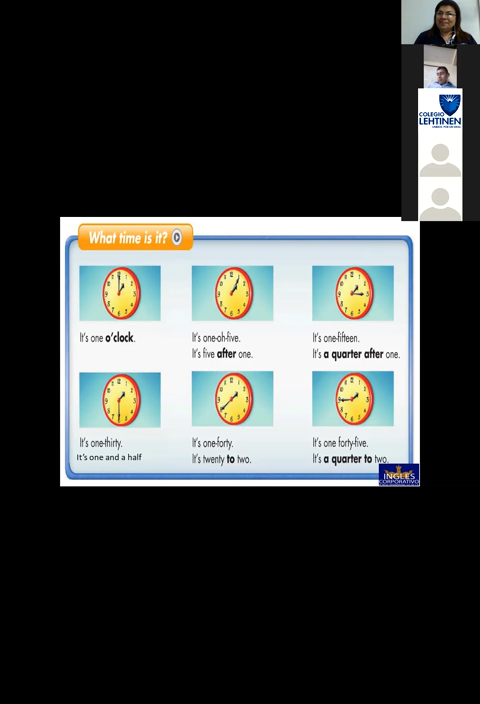 COLEGIO
LEHTINEN
What time is it?
It's one o'clock.
It's one-oh-five.
It's five after one.
It's one-fifteen.
It's a quarter after one.
It's one-thirty.
It's one and a half
It's one-forty.
It's twenty to two.
It's one forty-five.
It's a quarter to two.
INGLÉS
CORPORATIVO